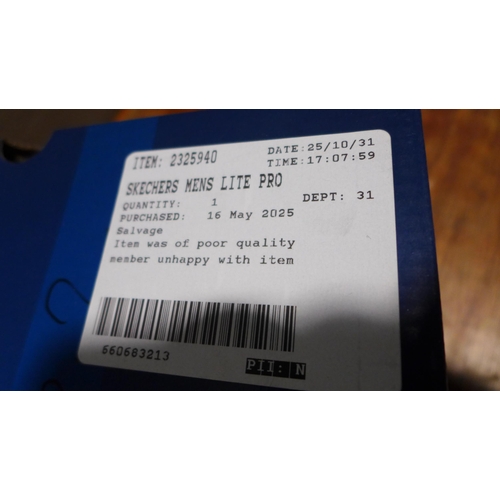 ITEM: 2325940 DATE:25/10/31
TIME:17:07:59
SKECHERS MENS LITE PRO
QUANTITY: 1 DEPT: 31
PURCHASED: 16 May 2025
Salvage
Item was of poor quality
member unhappy with item
660683213
PII: N